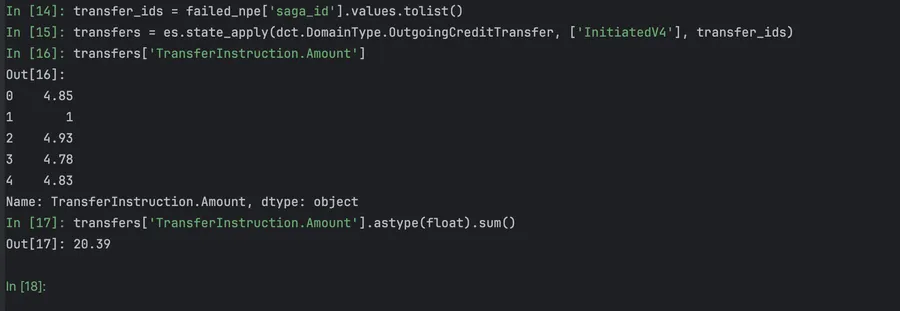 In [14]: transfer_ids = failed_npe['saga_id'].values.tolist()
In [15]: transfers = es.state_apply(dct.DomainType.OutgoingCreditTransfer, ['InitiatedV4'], transfer_ids)
In [16]: transfers['TransferInstruction.Amount']
Out[16]:
0    4.85
1       1
2    4.93
3    4.78
4    4.83
Name: TransferInstruction.Amount, dtype: object
In [17]: transfers['TransferInstruction.Amount'].astype(float).sum()
Out[17]: 20.39
In [18]: